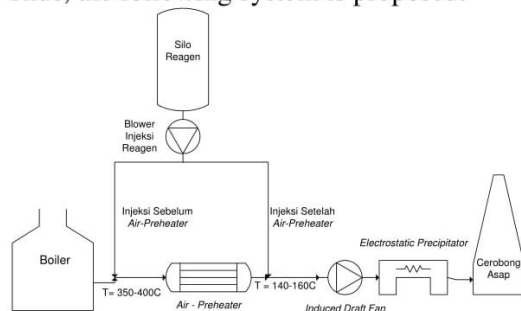 Thus, the following system is proposed:
Silo
Reagen
Blower
Injeksi
Reagen
Injeksi Sebelum
Air-Preheater
Injeksi Setelah
Air-Preheater
Boiler
T= 350-400C
Air - Preheater
T = 140-160C
Induced Draft Fan
Electrostatic Precipitator
Cerobong
Asap